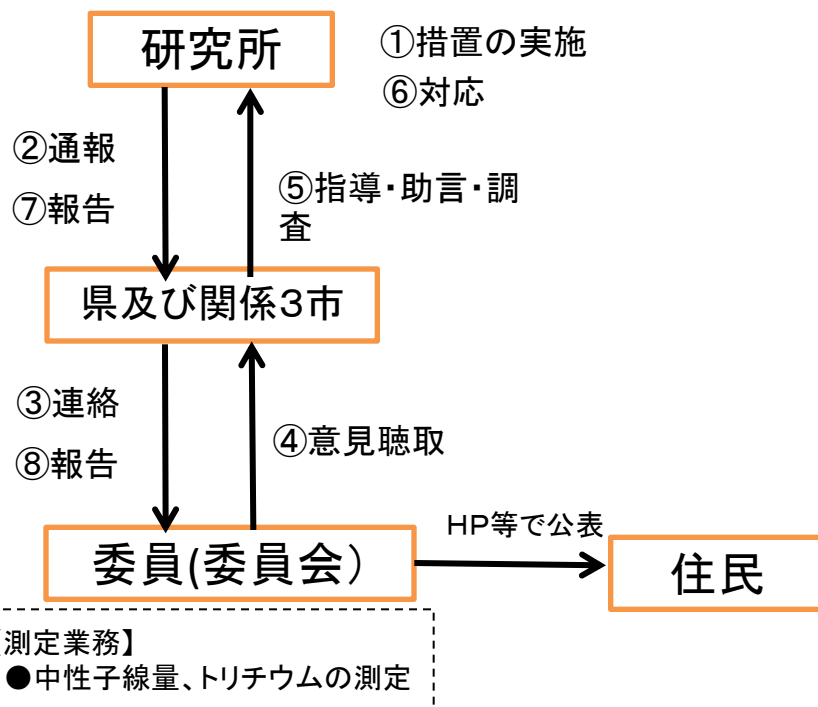 研究所
①措置の実施
⑥対応
②通報
⑦報告
⑤指導・助言・調
査
県及び関係３市
③連絡
⑧報告
④意見聴取
HP等で公表
委員(委員会）
住民
測定業務】
●中性子線量、トリチウムの測定